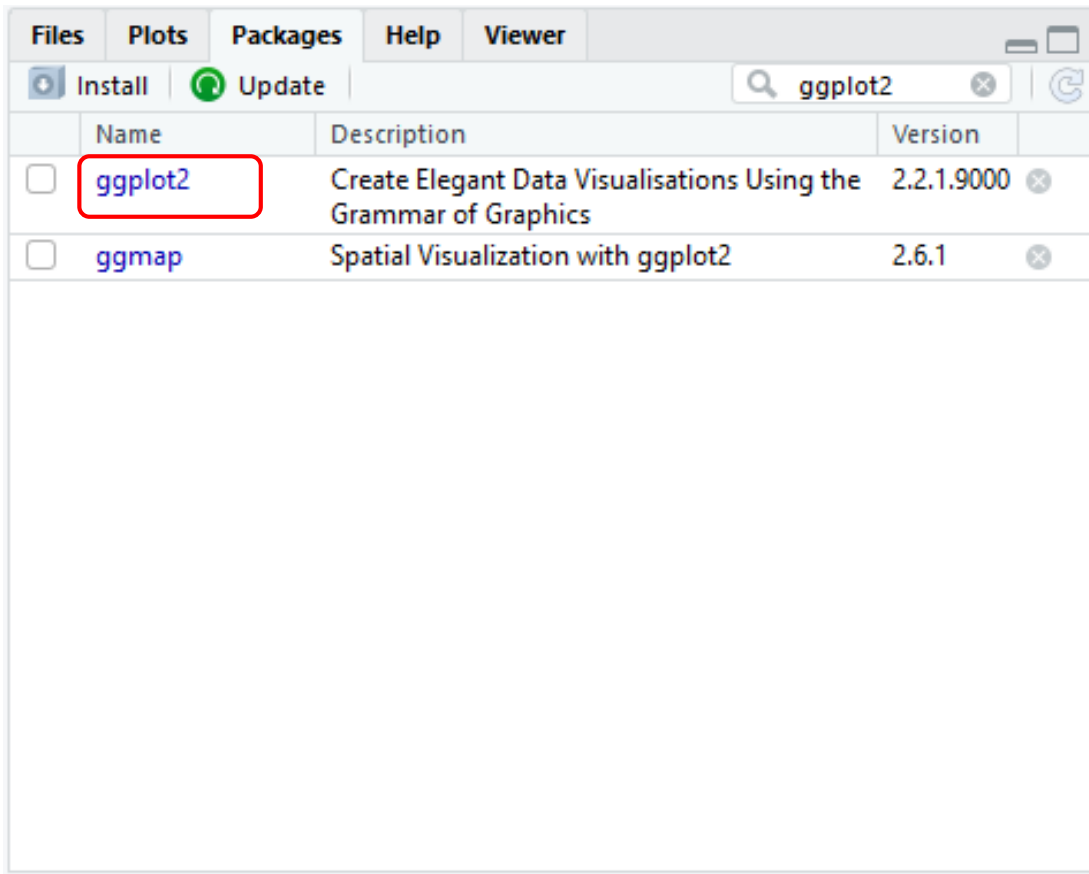 Files Plots Packages Help Viewer
Install Update ggplot2
Name Description Version
ggplot2 Create Elegant Data Visualisations Using the 2.2.1.9000
Grammar of Graphics
ggmap Spatial Visualization with ggplot2 2.6.1